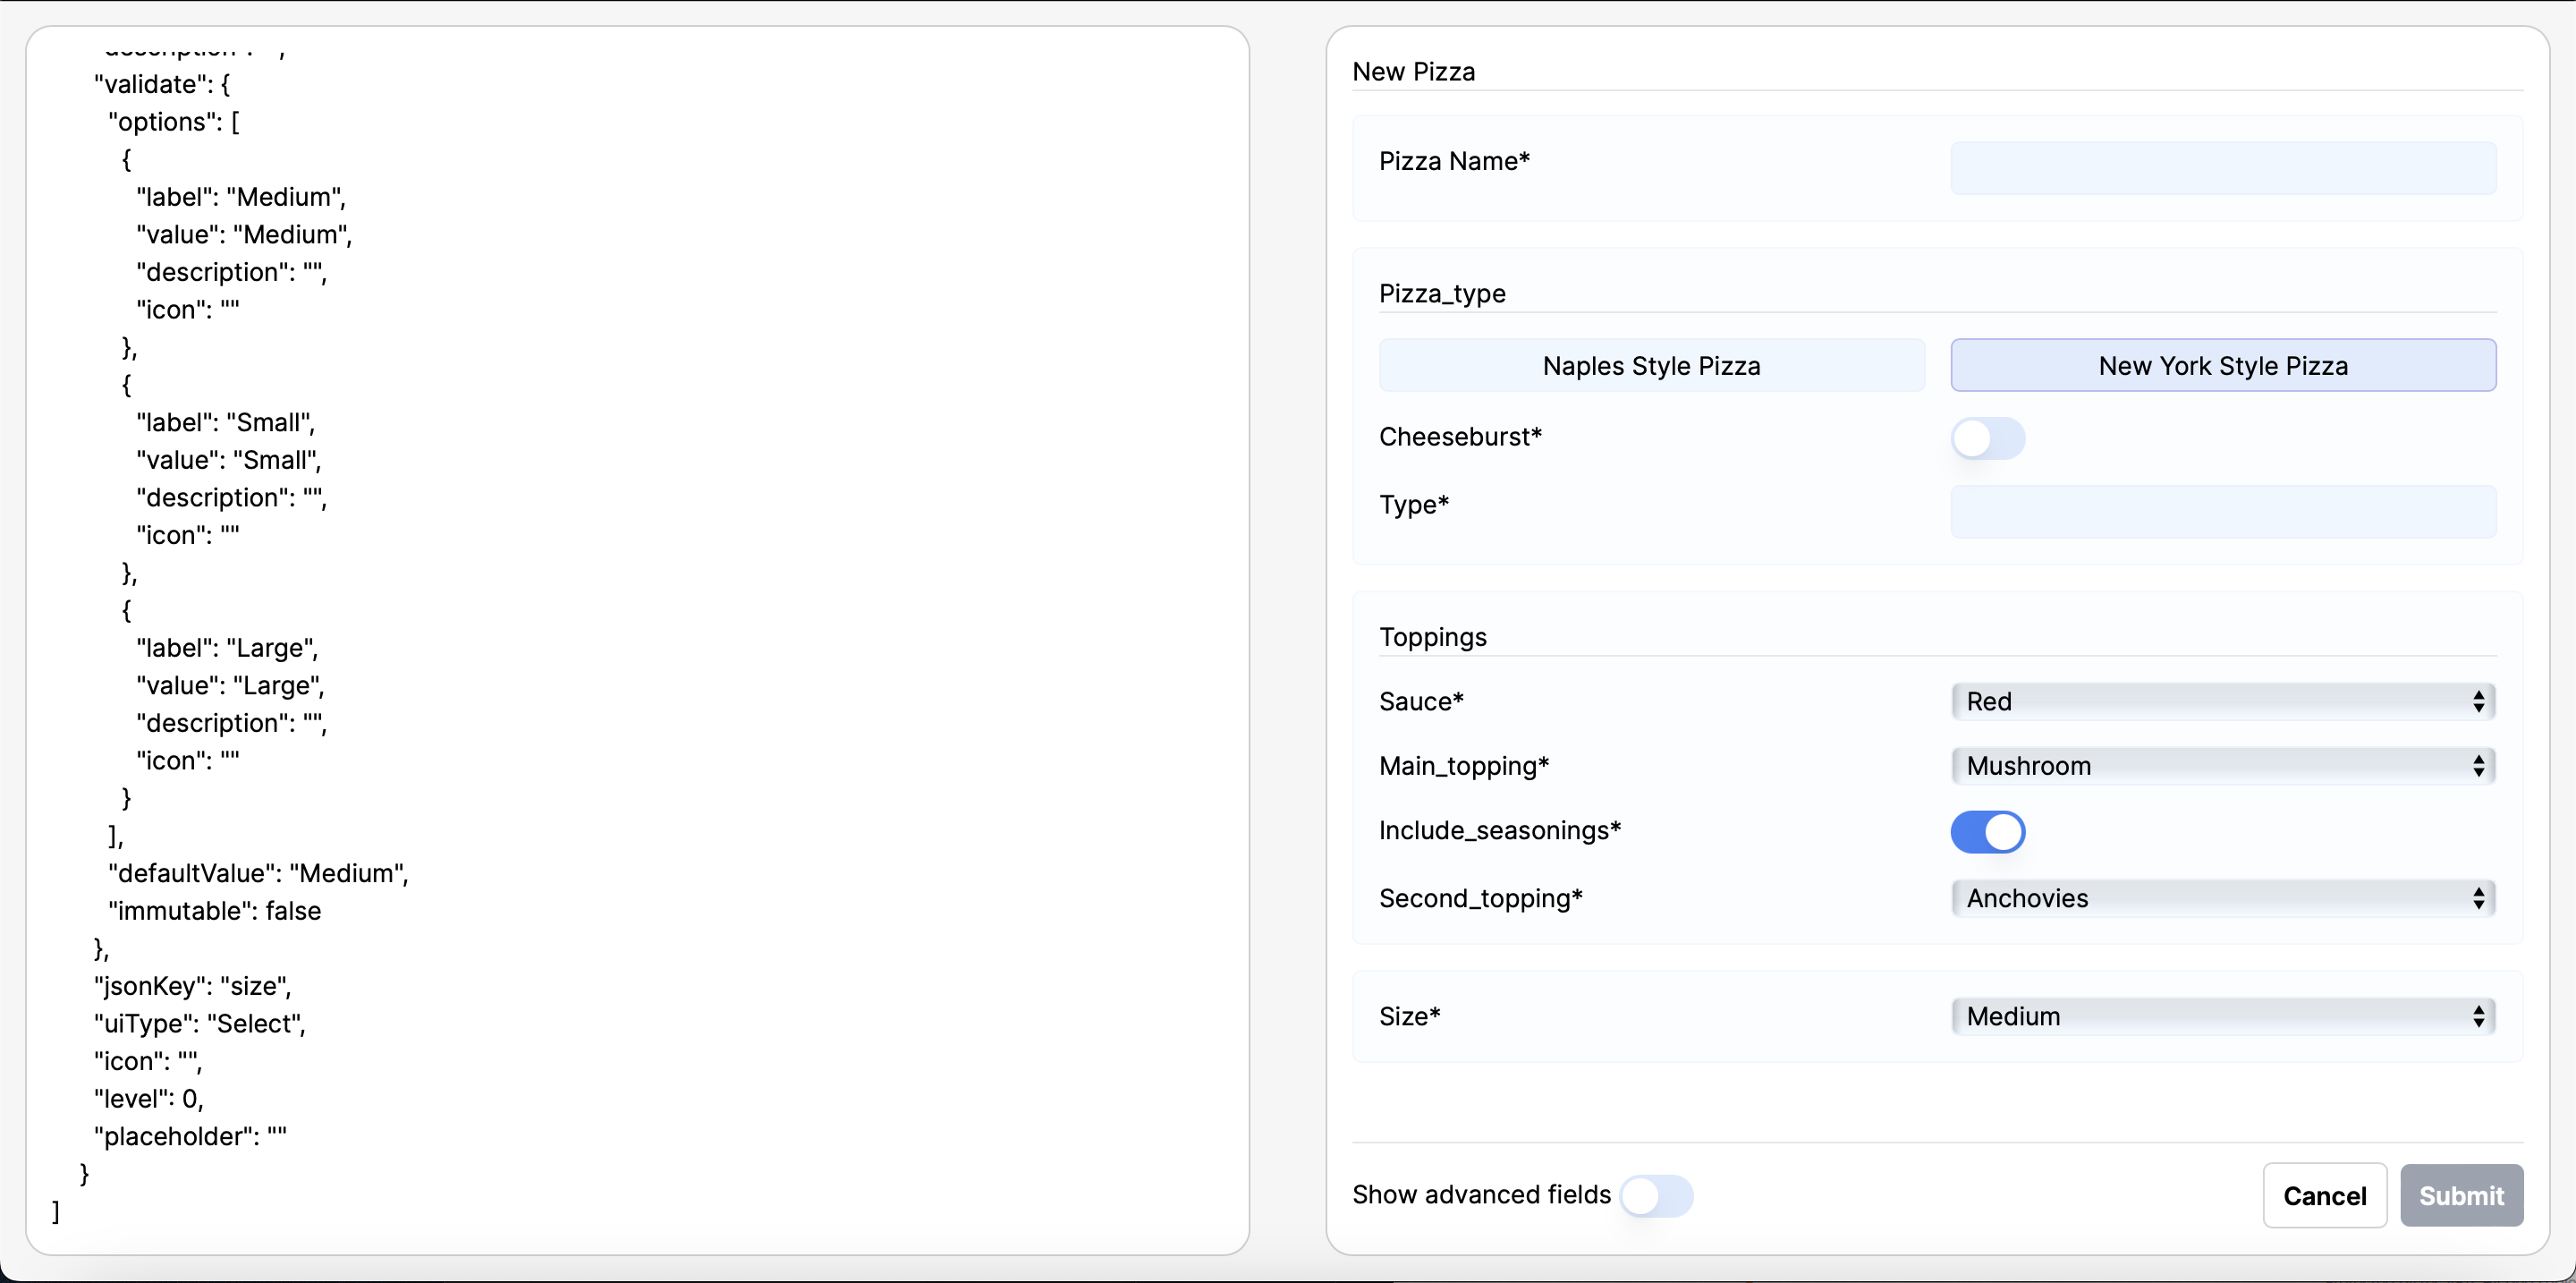 "description": "",
"validate": {
"options": [
{
"label": "Medium",
"value": "Medium",
"description": "",
"icon": ""
},
{
"label": "Small",
"value": "Small",
"description": "",
"icon": ""
},
{
"label": "Large",
"value": "Large",
"description": "",
"icon": ""
}
],
"defaultValue": "Medium",
"immutable": false
},
"jsonKey": "size",
"uiType": "Select",
"icon": "",
"level": 0,
"placeholder": ""
}
]
New Pizza
Pizza Name*
Pizza_type
Naples Style Pizza
New York Style Pizza
Cheeseburst*
Type*
Toppings
Sauce* Red
Main_topping* Mushroom
Include_seasonings*
Second_topping* Anchovies
Size* Medium
Show advanced fields
Cancel
Submit